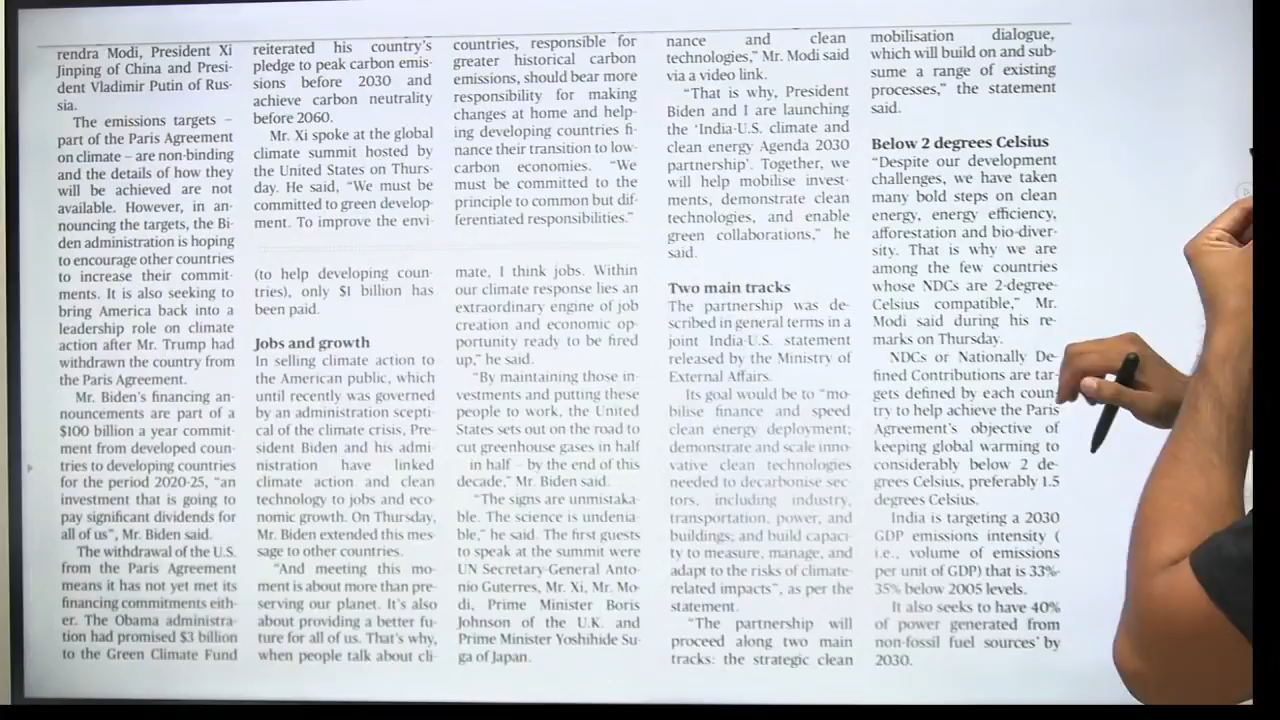 rendra Modi, President Xi
Jinping of China and Presi-
dent Vladimir Putin of Rus-
sia.
The emissions targets –
part of the Paris Agreement
on climate – are non-binding
and the details of how they
will be achieved are not
available. However, in an-
nouncing the targets, the Bi-
den administration is hoping
to encourage other countries
to increase their commit-
ments. It is also seeking to
bring America back into a
leadership role on climate
action after Mr. Trump had
withdrawn the country from
the Paris Agreement.
Mr. Biden's financing an-
nouncements are part of a
$100 billion a year commit-
ment from developed coun-
tries to developing countries
for the period 2020-25, “an
investment that is going to
pay significant dividends for
all of us”, Mr. Biden said.
The withdrawal of the U.S.
from the Paris Agreement
means it has not yet met its
financing commitments eith-
er. The Obama administra-
tion had promised $3 billion
to the Green Climate Fund
reiterated his country's
pledge to peak carbon emis-
sions before 2030 and
achieve carbon neutrality
before 2060.
Mr. Xi spoke at the global
climate summit hosted by
the United States on Thurs-
day. He said, “We must be
committed to green develop-
ment. To improve the envi-
countries, responsible for
greater historical carbon
emissions, should bear more
responsibility for making
changes at home and help-
ing developing countries fi-
nance their transition to low-
carbon economies. “We
must be committed to the
principle to common but dif-
ferentiated responsibilities.”
(to help developing coun-
tries), only $1 billion has
been paid.
Jobs and growth
In selling climate action to
the American public, which
until recently was governed
by an administration scepti-
cal of the climate crisis, Pre-
sident Biden and his admi-
nistration have linked
climate action and clean
technology to jobs and eco-
nomic growth. On Thursday,
Mr. Biden extended this mes-
sage to other countries.
“And meeting this mo-
ment is about more than pre-
serving our planet. It's also
about providing a better fu-
ture for all of us. That's why,
when people talk about cli-
mate, I think jobs. Within
our climate response lies an
extraordinary engine of job
creation and economic op-
portunity ready to be fired
up,” he said.
“By maintaining those in-
vestments and putting these
people to work, the United
States sets out on the road to
cut greenhouse gases in half
in half – by the end of this
decade,” Mr. Biden said.
“The signs are unmistaka-
ble. The science is undenia-
ble,” he said. The first guests
to speak at the summit were
UN Secretary-General Anto-
nio Guterres, Mr. Xi, Mr. Mo-
di, Prime Minister Boris
Johnson of the U.K. and
Prime Minister Yoshihide Su-
ga of Japan.
nance and clean
technologies,” Mr. Modi said
via a video link.
“That is why, President
Biden and I are launching
the ‘India-U.S. climate and
clean energy Agenda 2030
partnership’. Together, we
will help mobilise invest-
ments, demonstrate clean
technologies, and enable
green collaborations,” he
said.
Two main tracks
The partnership was de-
scribed in general terms in a
joint India-U.S. statement
released by the Ministry of
External Affairs.
Its goal would be to “mo-
bilise finance and speed
clean energy deployment;
demonstrate and scale inno-
vative clean technologies
needed to decarbonise sec-
tors, including industry,
transportation, power, and
buildings; and build capaci-
ty to measure, manage, and
adapt to the risks of climate-
related impacts”, as per the
statement.
“The partnership will
proceed along two main
tracks: the strategic clean
mobilisation dialogue,
which will build on and sub-
sume a range of existing
processes,” the statement
said.
Below 2 degrees Celsius
“Despite our development
challenges, we have taken
many bold steps on clean
energy, energy efficiency,
afforestation and bio-diver-
sity. That is why we are
among the few countries
whose NDCs are 2-degree-
Celsius compatible,” Mr.
Modi said during his re-
marks on Thursday.
NDCs or Nationally De-
fined Contributions are tar-
gets defined by each coun-
try to help achieve the Paris
Agreement's objective of
keeping global warming to
considerably below 2 de-
grees Celsius, preferably 1.5
degrees Celsius.
India is targeting a 2030
GDP emissions intensity (
i.e., volume of emissions
per unit of GDP) that is 33%-
35% below 2005 levels.
It also seeks to have 40%
of power generated from
non-fossil fuel sources' by
2030.